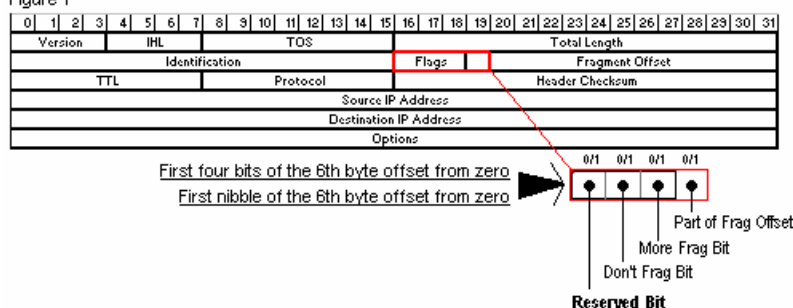 Figure 1
0 1 2 3 4 5 6 7 8 9 10 11 12 13 14 15 16 17 18 19 20 21 22 23 24 25 26 27 28 29 30 31
Version IHL TOS Total Length
Identification Flags Fragment Offset
TTL Protocol Header Checksum
Source IP Address
Destination IP Address
Options
0/1 0/1 0/1 0/1
First four bits of the 6th byte offset from zero
First nibble of the 6th byte offset from zero
Part of Frag Offset
More Frag Bit
Don't Frag Bit
Reserved Bit